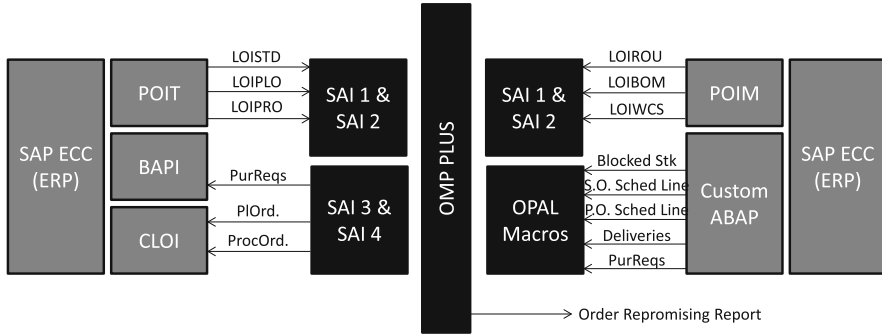 SAP ECC
(ERP)
POIT
BAPI
CLOI
LOISTD
LOIPLO
LOIPRO
PurReqs
PlOrd.
ProcOrd.
SAI 1 &
SAI 2
SAI 3 &
SAI 4
OMP PLUS
SAI 1 &
SAI 2
OPAL
Macros
LOIROU
LOIBOM
LOIWCS
Blocked Stk
S.O. Sched Line
P.O. Sched Line
Deliveries
PurReqs
POIM
Custom
ABAP
SAP ECC
(ERP)
Order Repromising Report